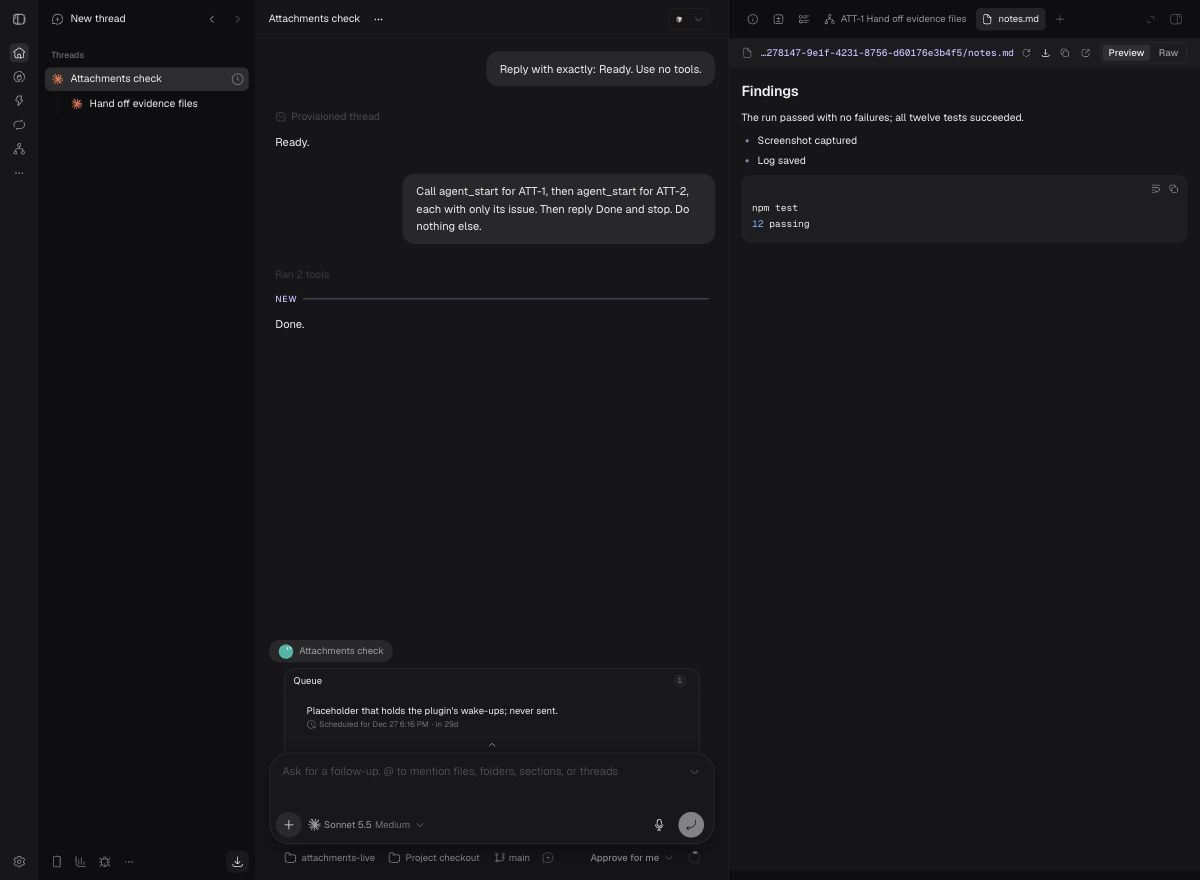 New thread
Threads
Attachments check
Hand off evidence files
Attachments check
Reply with exactly: Ready. Use no tools.
Provisioned thread
Ready.
Call agent_start for ATT-1, then agent_start for ATT-2,
each with only its issue. Then reply Done and stop. Do
nothing else.
Ran 2 tools
NEW
Done.
Attachments check
Queue
1
Placeholder that holds the plugin's wake-ups; never sent.
Scheduled for Dec 27 6:16 PM · in 29d
Ask for a follow-up, @ to mention files, folders, sections, or threads
Sonnet 5.5 Medium
attachments-live
Project checkout
main
Approve for me
ATT-1 Hand off evidence files
notes.md
…278147-9e1f-4231-8756-d60176e3b4f5/notes.md
Preview
Raw
Findings
The run passed with no failures; all twelve tests succeeded.
• Screenshot captured
• Log saved
npm test
12 passing